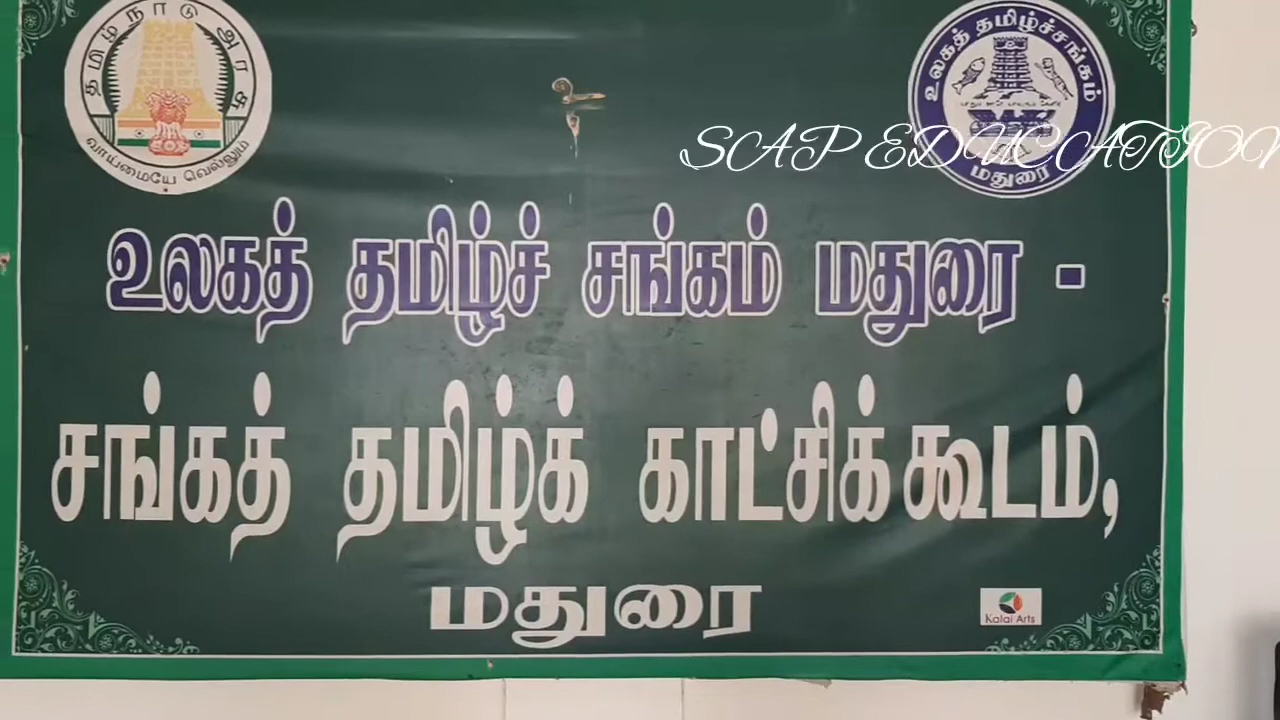 தமிழ்நாடு அரசு
வாய்மையே வெல்லும்
உலகத் தமிழ்ச்சங்கம்
மதுரை
SCAP EDUCATION
உலகத் தமிழ்ச் சங்கம் மதுரை -
சங்கத் தமிழ்க் காட்சிக்கூடம்,
மதுரை
Kalai Arts